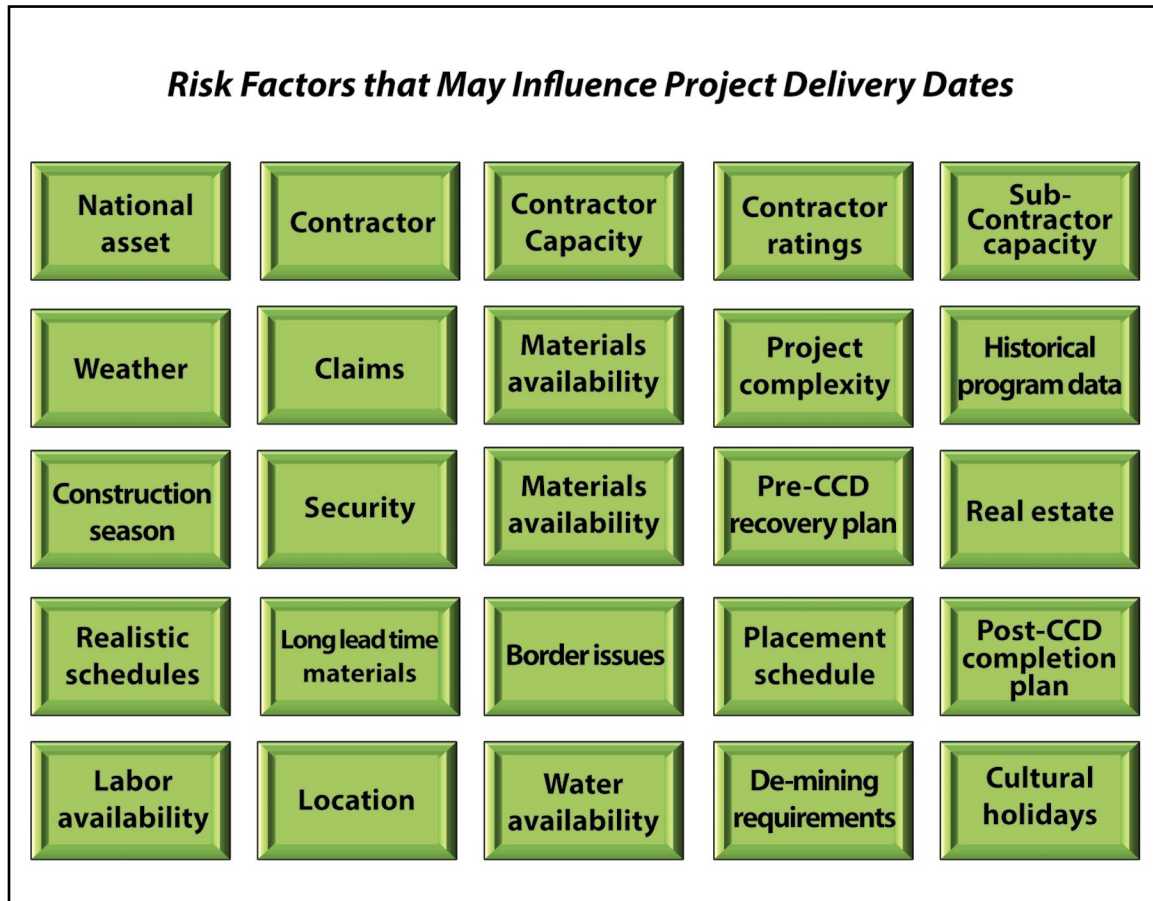 Risk Factors that May Influence Project Delivery Dates
National
asset
Contractor
Contractor
Capacity
Contractor
ratings
Sub-
Contractor
capacity
Weather
Claims
Materials
availability
Project
complexity
Historical
program data
Construction
season
Security
Materials
availability
Pre-CCD
recovery plan
Real estate
Realistic
schedules
Long lead time
materials
Border issues
Placement
schedule
Post-CCD
completion
plan
Labor
availability
Location
Water
availability
De-mining
requirements
Cultural
holidays